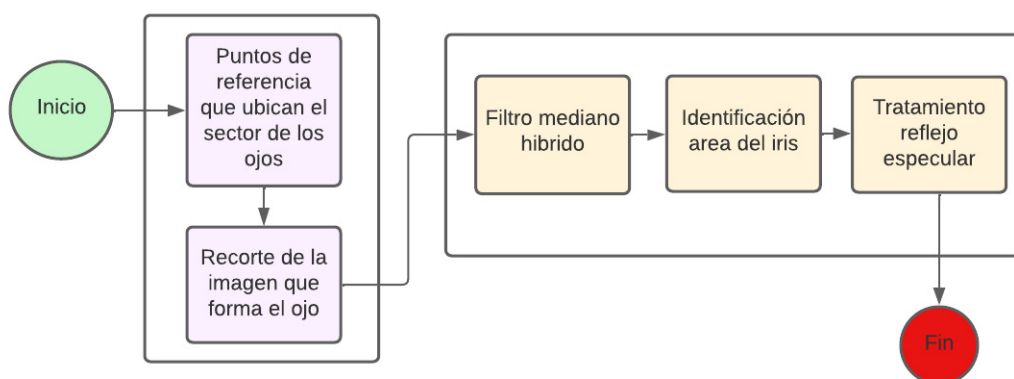 Inicio
Puntos de
referencia
que ubican el
sector de los
ojos
Recorte de la
imagen que
forma el ojo
Filtro mediano
hibrido
Identificación
area del iris
Tratamiento
reflejo
especular
Fin